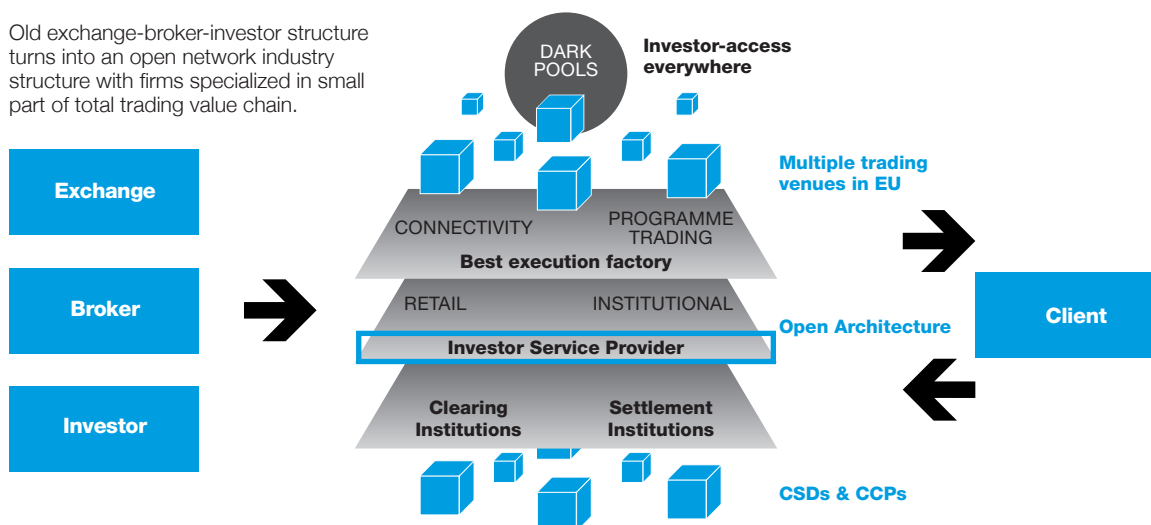 Old exchange-broker-investor structure
turns into an open network industry
structure with firms specialized in small
part of total trading value chain.
DARK
POOLS
Investor-access
everywhere
Exchange
Broker
Investor
Multiple trading
venues in EU
CONNECTIVITY
PROGRAMME
TRADING
Best execution factory
RETAIL
INSTITUTIONAL
Investor Service Provider
Open Architecture
Client
Clearing
Institutions
Settlement
Institutions
CSDs & CCPs